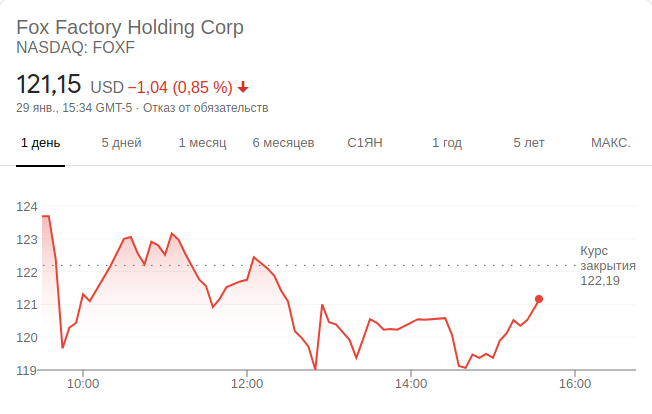 Fox Factory Holding Corp
NASDAQ: FOXF
121,15 USD −1,04 (0,85 %)
29 янв., 15:34 GMT-5 · Отказ от обязательств
1 день 5 дней 1 месяц 6 месяцев С1ЯН 1 год 5 лет МАКС.
124
123
Курс
закрытия
122,19
122
121
120
119
10:00 12:00 14:00 16:00